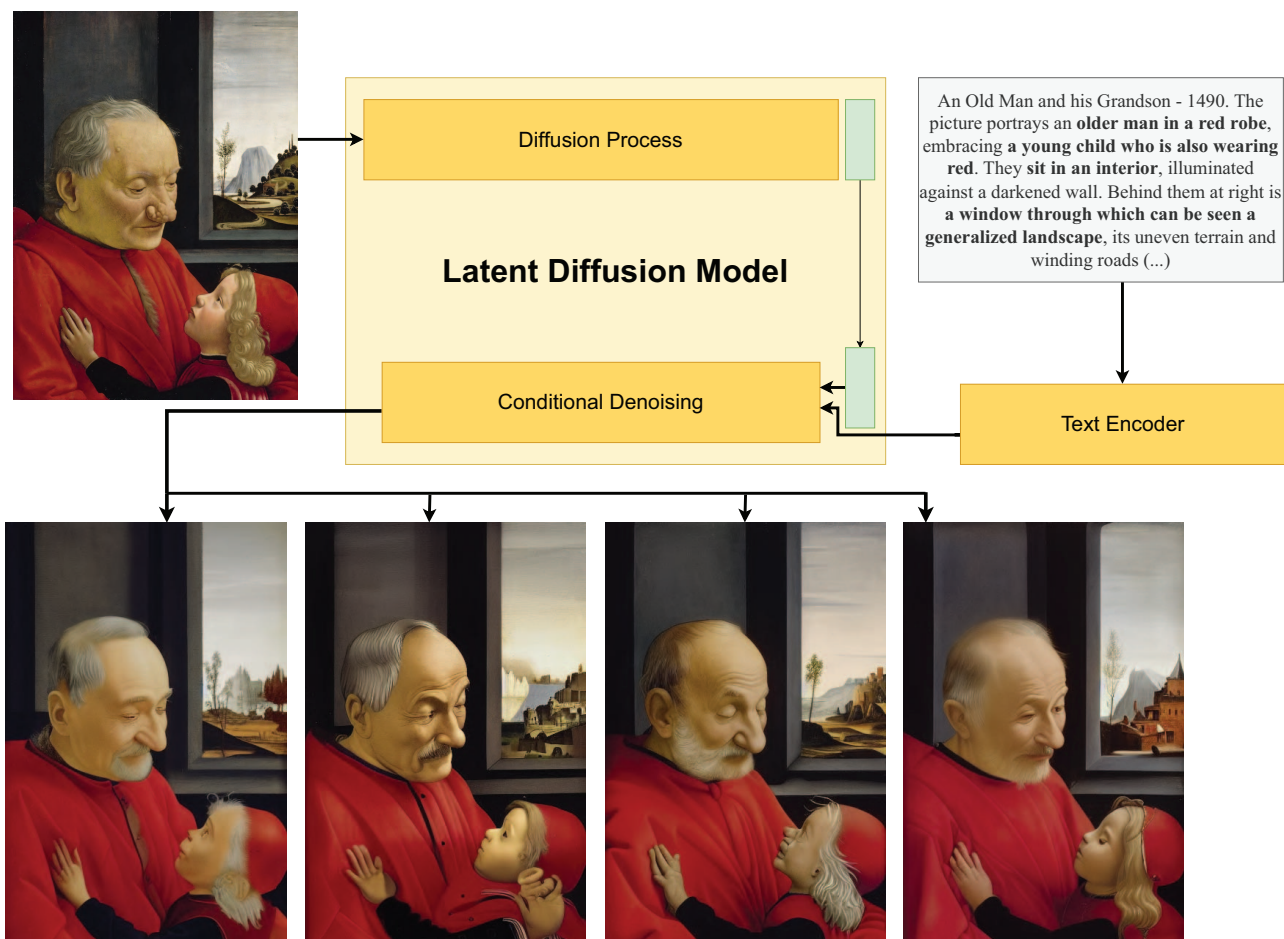 Diffusion Process
Latent Diffusion Model
Conditional Denoising
An Old Man and his Grandson - 1490. The
picture portrays an older man in a red robe,
embracing a young child who is also wearing
red. They sit in an interior, illuminated
against a darkened wall. Behind them at right is
a window through which can be seen a
generalized landscape, its uneven terrain and
winding roads (...)
Text Encoder